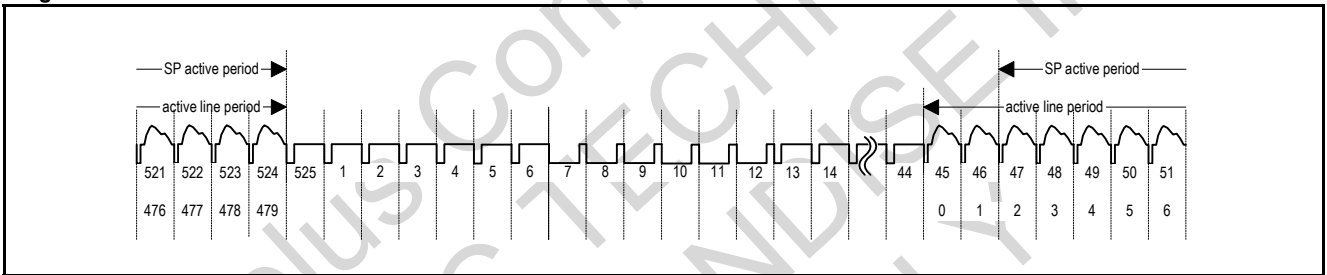 SP active period
SP active period
active line period
active line period
521 522 523 524 525 1 2 3 4 5 6 7 8 9 10 11 12 13 14 44 45 46 47 48 49 50 51
476 477 478 479 0 1 2 3 4 5 6